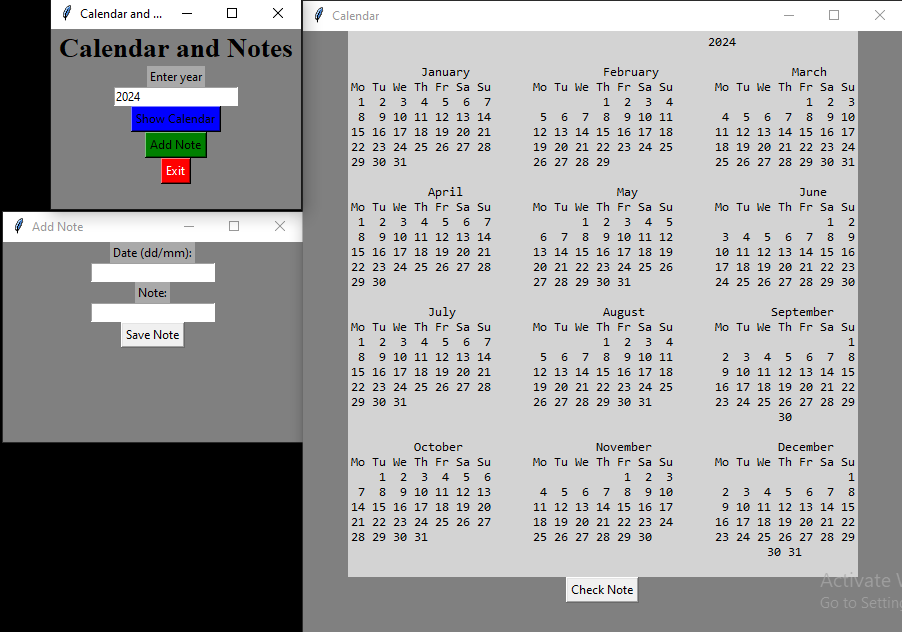 Calendar and ...
Calendar and Notes
Enter year
2024
Show Calendar
Add Note
Exit
Add Note
Date (dd/mm):
Note:
Save Note
Calendar
2024
January February March
Mo Tu We Th Fr Sa Su Mo Tu We Th Fr Sa Su Mo Tu We Th Fr Sa Su
1 2 3 4 5 6 7 1 2 3 4 1 2 3
8 9 10 11 12 13 14 5 6 7 8 9 10 11 4 5 6 7 8 9 10
15 16 17 18 19 20 21 12 13 14 15 16 17 18 11 12 13 14 15 16 17
22 23 24 25 26 27 28 19 20 21 22 23 24 25 18 19 20 21 22 23 24
29 30 31 26 27 28 29 25 26 27 28 29 30 31
April May June
Mo Tu We Th Fr Sa Su Mo Tu We Th Fr Sa Su Mo Tu We Th Fr Sa Su
1 2 3 4 5 6 7 1 2 3 4 5 1 2
8 9 10 11 12 13 14 6 7 8 9 10 11 12 3 4 5 6 7 8 9
15 16 17 18 19 20 21 13 14 15 16 17 18 19 10 11 12 13 14 15 16
22 23 24 25 26 27 28 20 21 22 23 24 25 26 17 18 19 20 21 22 23
29 30 27 28 29 30 31 24 25 26 27 28 29 30
July August September
Mo Tu We Th Fr Sa Su Mo Tu We Th Fr Sa Su Mo Tu We Th Fr Sa Su
1 2 3 4 5 6 7 1 2 3 4 1
8 9 10 11 12 13 14 5 6 7 8 9 10 11 2 3 4 5 6 7 8
15 16 17 18 19 20 21 12 13 14 15 16 17 18 9 10 11 12 13 14 15
22 23 24 25 26 27 28 19 20 21 22 23 24 25 16 17 18 19 20 21 22
29 30 31 26 27 28 29 30 31 23 24 25 26 27 28 29
30
October November December
Mo Tu We Th Fr Sa Su Mo Tu We Th Fr Sa Su Mo Tu We Th Fr Sa Su
1 2 3 4 5 6 1 2 3 1
7 8 9 10 11 12 13 4 5 6 7 8 9 10 2 3 4 5 6 7 8
14 15 16 17 18 19 20 11 12 13 14 15 16 17 9 10 11 12 13 14 15
21 22 23 24 25 26 27 18 19 20 21 22 23 24 16 17 18 19 20 21 22
28 29 30 31 25 26 27 28 29 30 23 24 25 26 27 28 29
30 31
Check Note
Activate W
Go to Setting